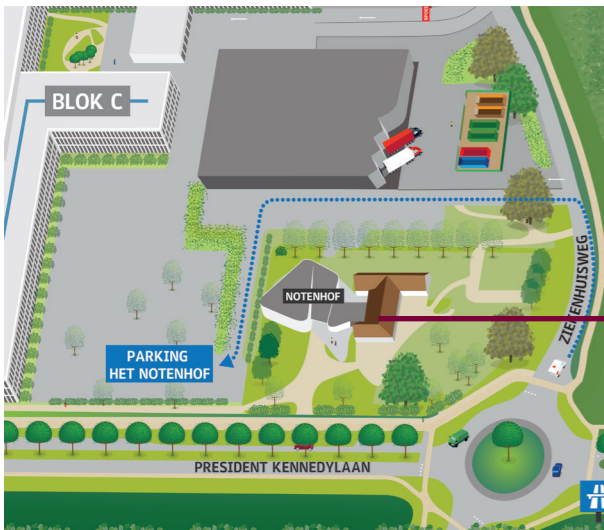 BLOK C
NOTENHOF
ZIEKENHUISWEG
PARKING
HET NOTENHOF
PRESIDENT KENNEDYLAAN